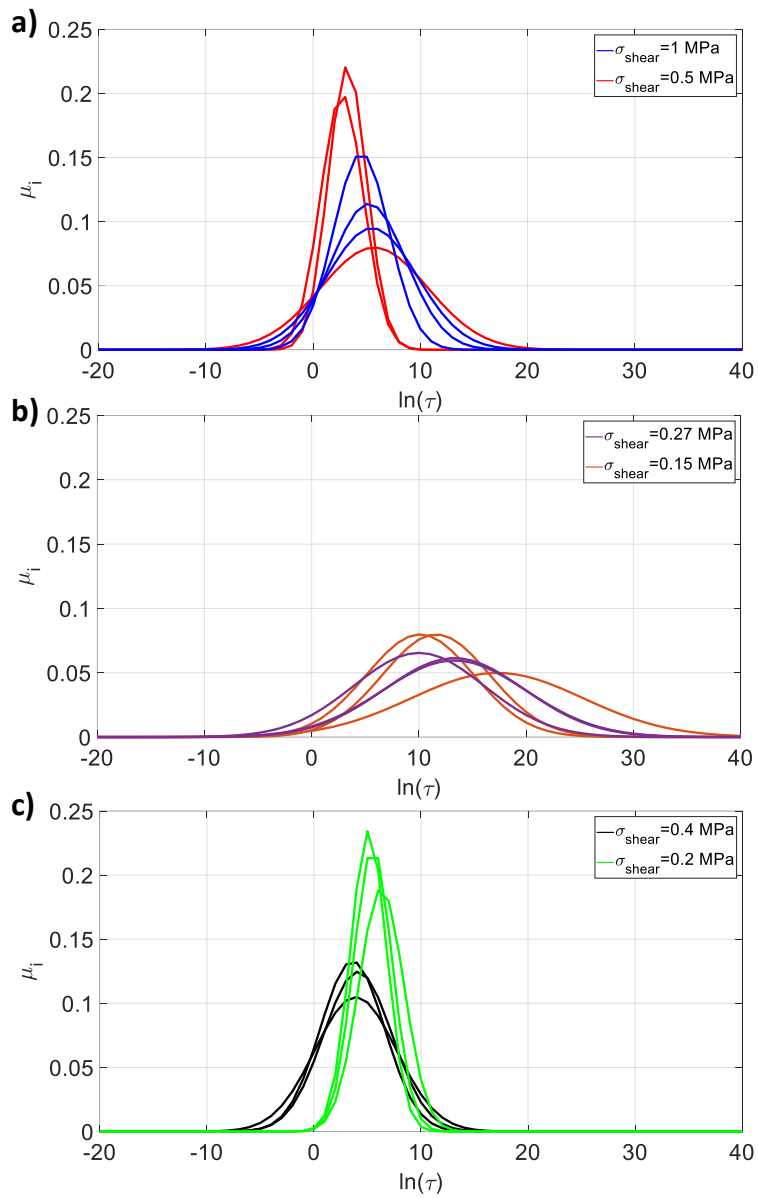 a)
0.25
0.2
0.15
0.1
0.05
0
μi
-20 -10 0 10 20 30 40
ln(τ)
σshear=1 MPa
σshear=0.5 MPa
b)
0.25
0.2
0.15
0.1
0.05
0
μi
-20 -10 0 10 20 30 40
ln(τ)
σshear=0.27 MPa
σshear=0.15 MPa
c)
0.25
0.2
0.15
0.1
0.05
0
μi
-20 -10 0 10 20 30 40
ln(τ)
σshear=0.4 MPa
σshear=0.2 MPa